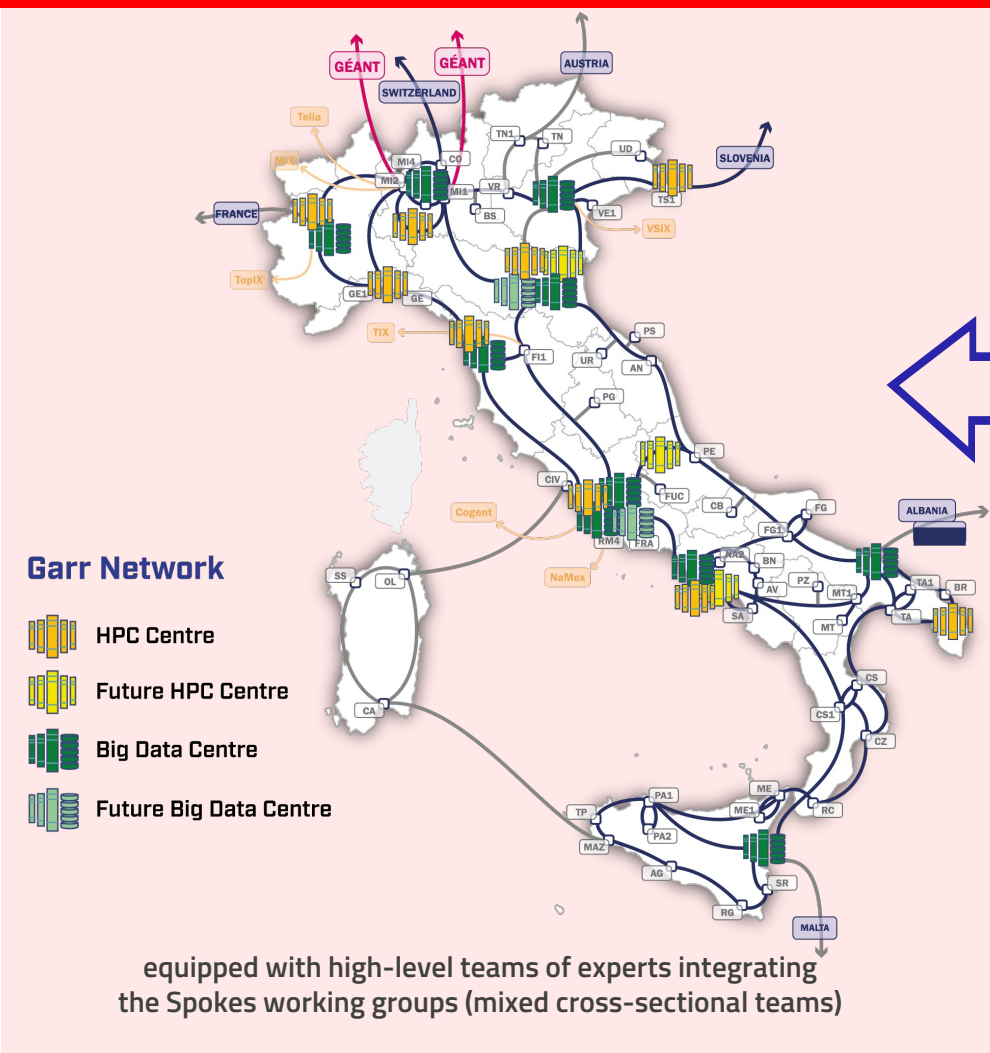 GÉANT
GÉANT
AUSTRIA
SWITZERLAND
Telia
TN1
TN
UD
SLOVENIA
MI4
CO
MI2
MI1
VR
TS1
BS
VE1
FRANCE
VSIX
TopIX
GE1
GE
TIX
PS
FI1
UR
AN
PG
PE
CIV
FUC
Cogent
CB
FG
ALBANIA
FG1
RM4
FRA
NA2
BN
NaMex
Garr Network
SS
OL
AV
PZ
MT1
TA1
BR
SA
MT
TA
HPC Centre
Future HPC Centre
CS
CA
CS1
CZ
Big Data Centre
Future Big Data Centre
PA1
ME
TP
ME1
RC
PA2
MAZ
AG
SR
RG
MALTA
equipped with high-level teams of experts integrating
the Spokes working groups (mixed cross-sectional teams)